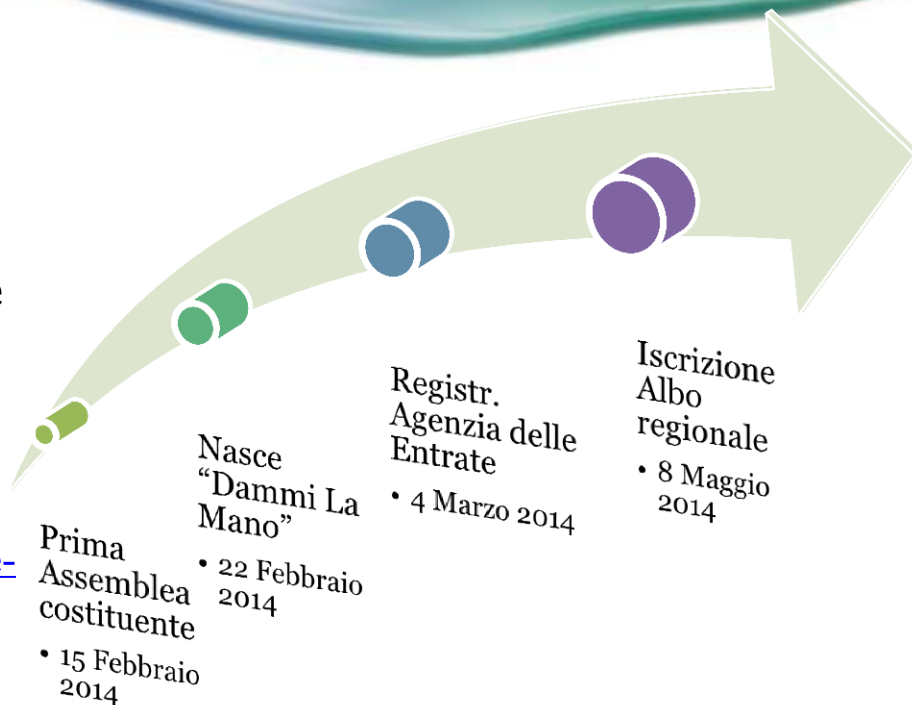 e
e-
Prima
Assemblea
costituente
• 15 Febbraio
2014
Nasce
“Dammi La
Mano”
• 22 Febbraio
2014
Registr.
Agenzia delle
Entrate
• 4 Marzo 2014
Iscrizione
Albo
regionale
• 8 Maggio
2014